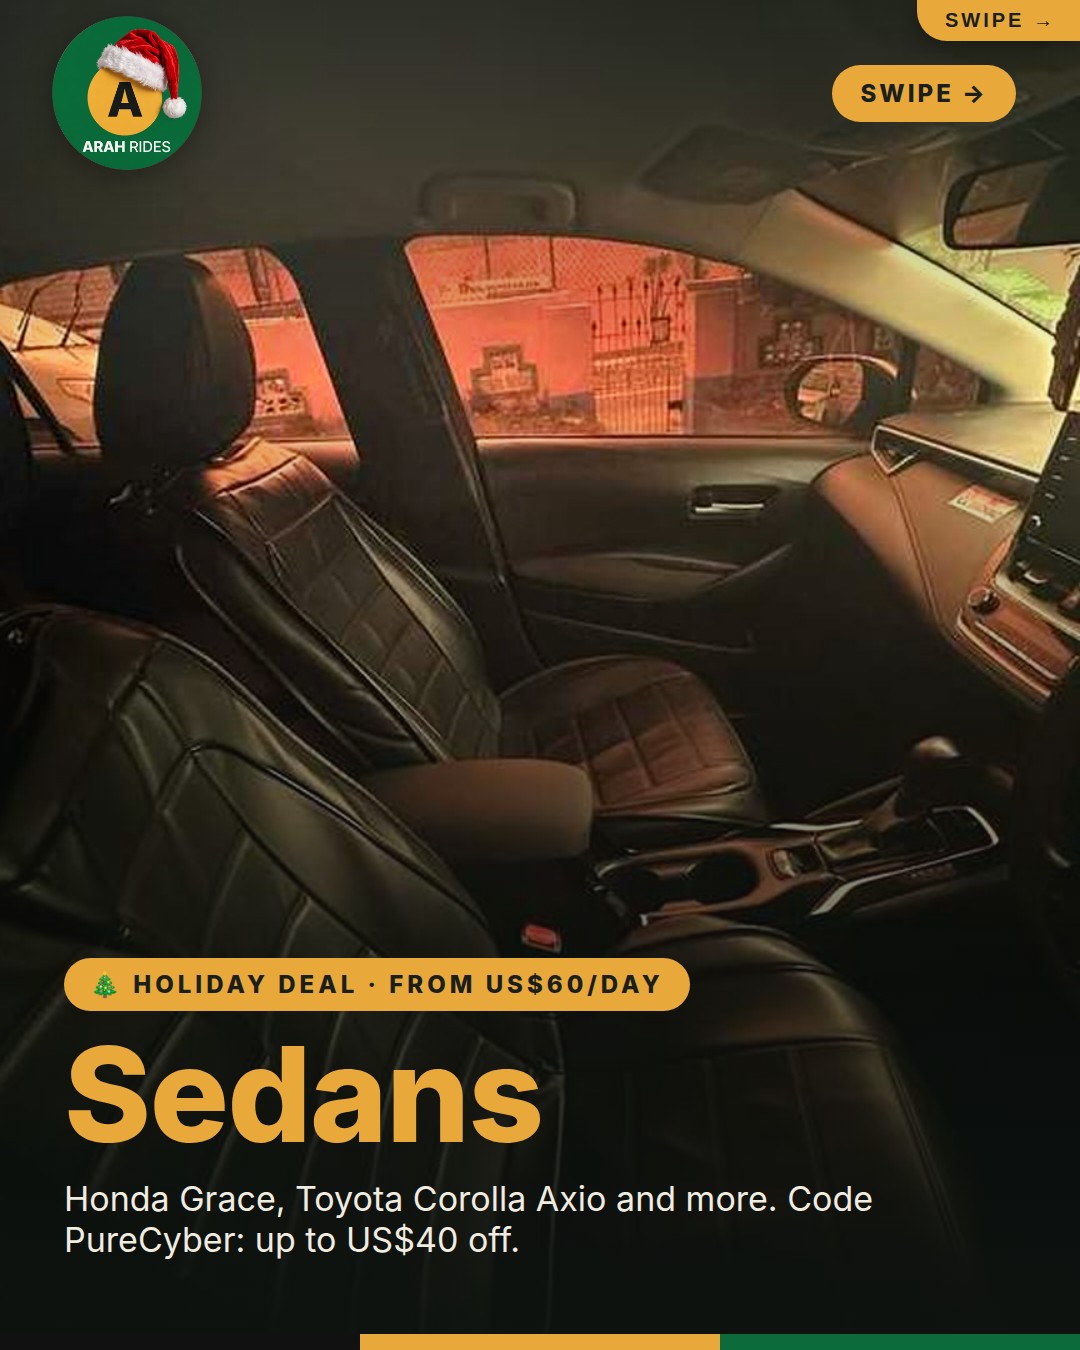 SWIPE →
SWIPE →
A
ARAH RIDES
🎄 HOLIDAY DEAL · FROM US$60/DAY
Sedans
Honda Grace, Toyota Corolla Axio and more. Code
PureCyber: up to US$40 off.